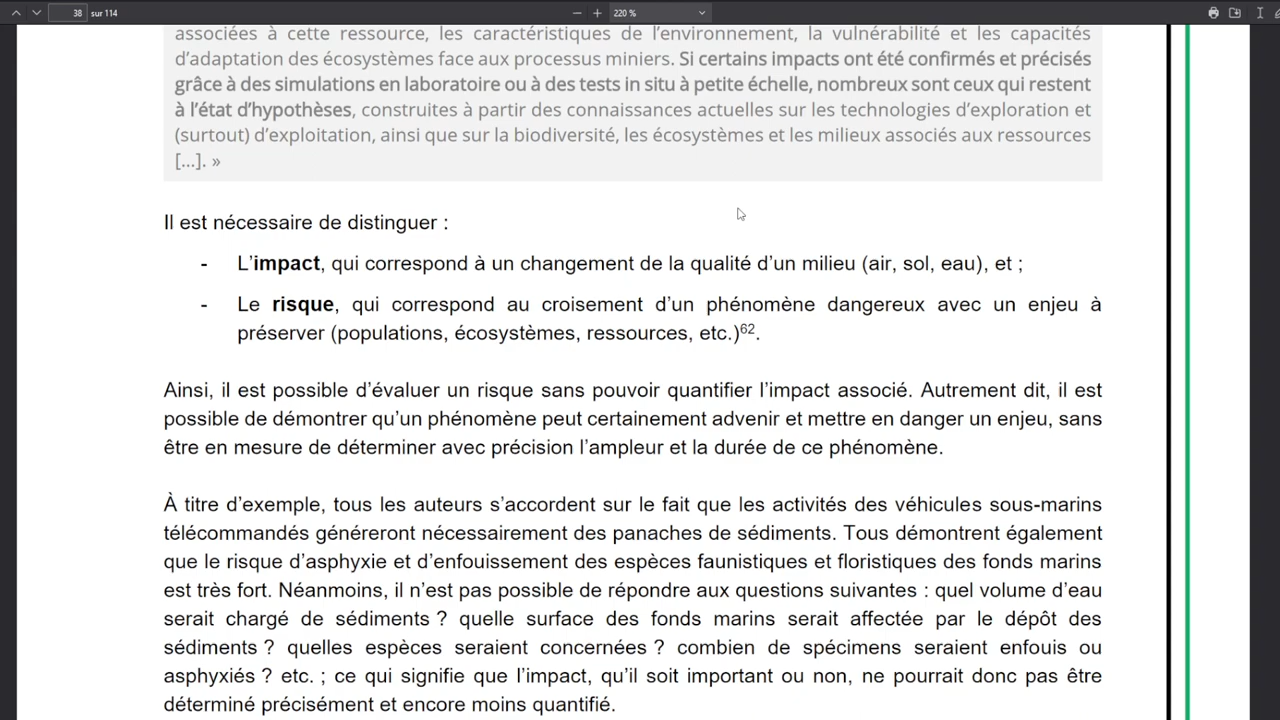 38 sur 114 220 %
associées à cette ressource, les caractéristiques de l’environnement, la vulnérabilité et les capacités
d’adaptation des écosystèmes face aux processus miniers. Si certains impacts ont été confirmés et précisés
grâce à des simulations en laboratoire ou à des tests in situ à petite échelle, nombreux sont ceux qui restent
à l’état d’hypothèses, construites à partir des connaissances actuelles sur les technologies d’exploration et
(surtout) d’exploitation, ainsi que sur la biodiversité, les écosystèmes et les milieux associés aux ressources
[...]. »
Il est nécessaire de distinguer :
- L’impact, qui correspond à un changement de la qualité d’un milieu (air, sol, eau), et ;
- Le risque, qui correspond au croisement d’un phénomène dangereux avec un enjeu à
préserver (populations, écosystèmes, ressources, etc.)62.
Ainsi, il est possible d’évaluer un risque sans pouvoir quantifier l’impact associé. Autrement dit, il est
possible de démontrer qu’un phénomène peut certainement advenir et mettre en danger un enjeu, sans
être en mesure de déterminer avec précision l’ampleur et la durée de ce phénomène.
À titre d’exemple, tous les auteurs s’accordent sur le fait que les activités des véhicules sous-marins
télécommandés généreront nécessairement des panaches de sédiments. Tous démontrent également
que le risque d’asphyxie et d’enfouissement des espèces faunistiques et floristiques des fonds marins
est très fort. Néanmoins, il n’est pas possible de répondre aux questions suivantes : quel volume d’eau
serait chargé de sédiments ? quelle surface des fonds marins serait affectée par le dépôt des
sédiments ? quelles espèces seraient concernées ? combien de spécimens seraient enfouis ou
asphyxiés ? etc. ; ce qui signifie que l’impact, qu’il soit important ou non, ne pourrait donc pas être
déterminé précisément et encore moins quantifié.